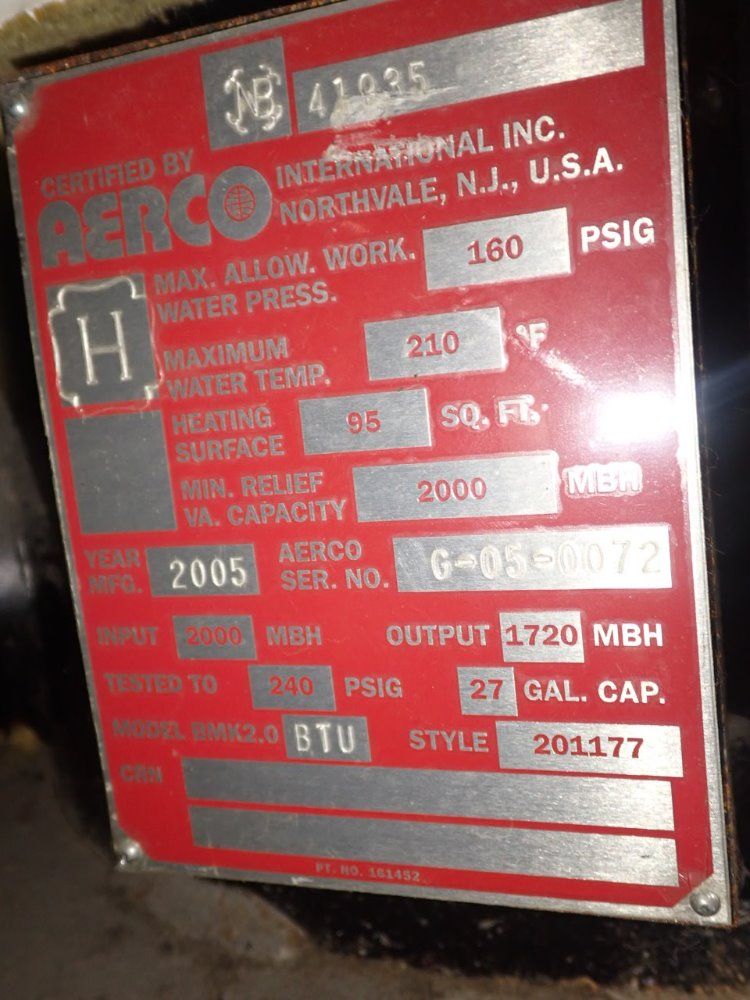 NB 41935
CERTIFIED BY
AERCO INTERNATIONAL INC.
NORTHVALE, N.J., U.S.A.
H
MAX. ALLOW. WORK.
WATER PRESS. 160 PSIG
MAXIMUM
WATER TEMP. 210 °F
HEATING
SURFACE 95 SQ. FT.
MIN. RELIEF
VA. CAPACITY 2000 MBH
YEAR
MFG. 2005 AERCO
SER. NO. G-05-0072
INPUT 2000 MBH OUTPUT 1720 MBH
TESTED TO 240 PSIG 27 GAL. CAP.
MODEL BMK2.0 BTU STYLE 201177
CRN
PT. NO. 161452